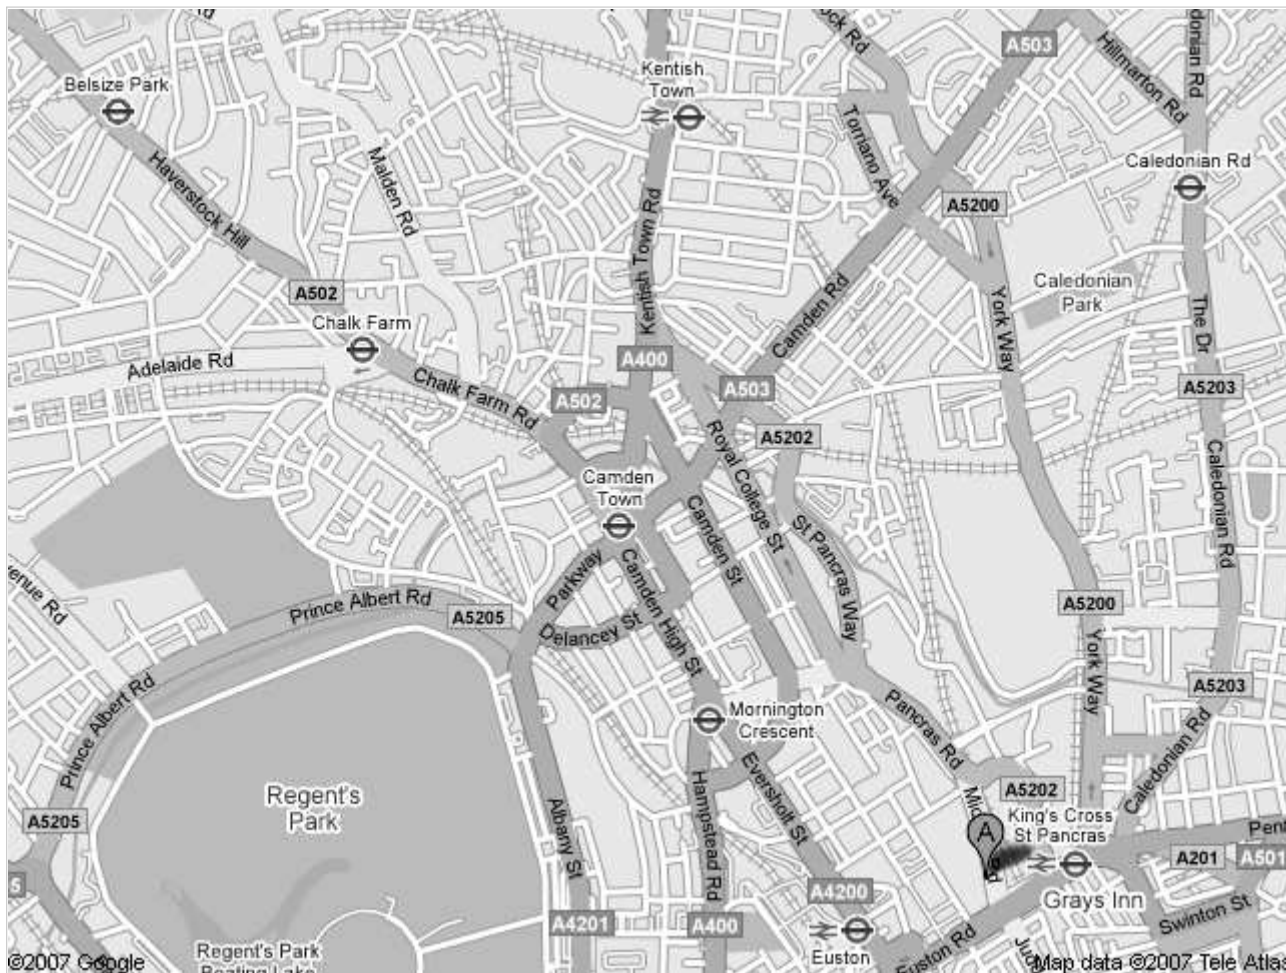 Belsize Park
Kentish
Town
A503
Hillmarton Rd
Caledonian Rd
Torriano Ave
Malden Rd
Haverstock Hill
A5200
Kentish Town Rd
Caledonian
Park
A502
Chalk Farm
Camden Rd
York Way
The Dr
Adelaide Rd
A400
Chalk Farm Rd
A502
A503
A5203
A5202
Royal College St
Caledonian Rd
Camden
Town
Camden St
St Pancras Way
Parkway
Prince Albert Rd
A5205
Camden High St
Delancey St
A5200
York Way
Prince Albert Rd
A5203
Pancras Rd
Mornington
Crescent
Caledonian Rd
Eversholt St
Hampstead Rd
Regent's
Park
A5205
Albany St
A5202
King's Cross
St Pancras
A
A201
A501
A4200
Grays Inn
Swinton St
A4201
A400
Euston
Euston Rd
Regent's Park
Boating Lake
©2007 Google
Map data ©2007 Tele Atlas